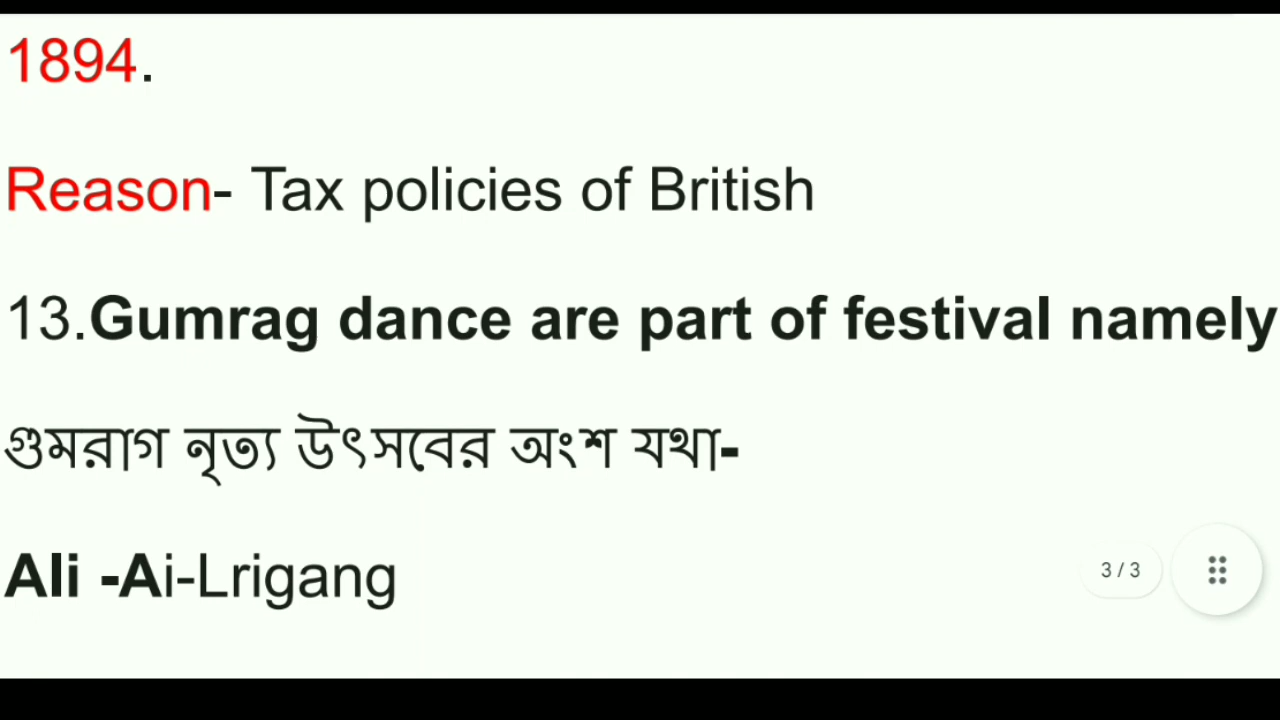 1894.
Reason- Tax policies of British
13.Gumrag dance are part of festival namely
গুমরাগ নৃত্য উৎসবের অংশ যথা-
Ali -Ai-Lrigang
3 / 3